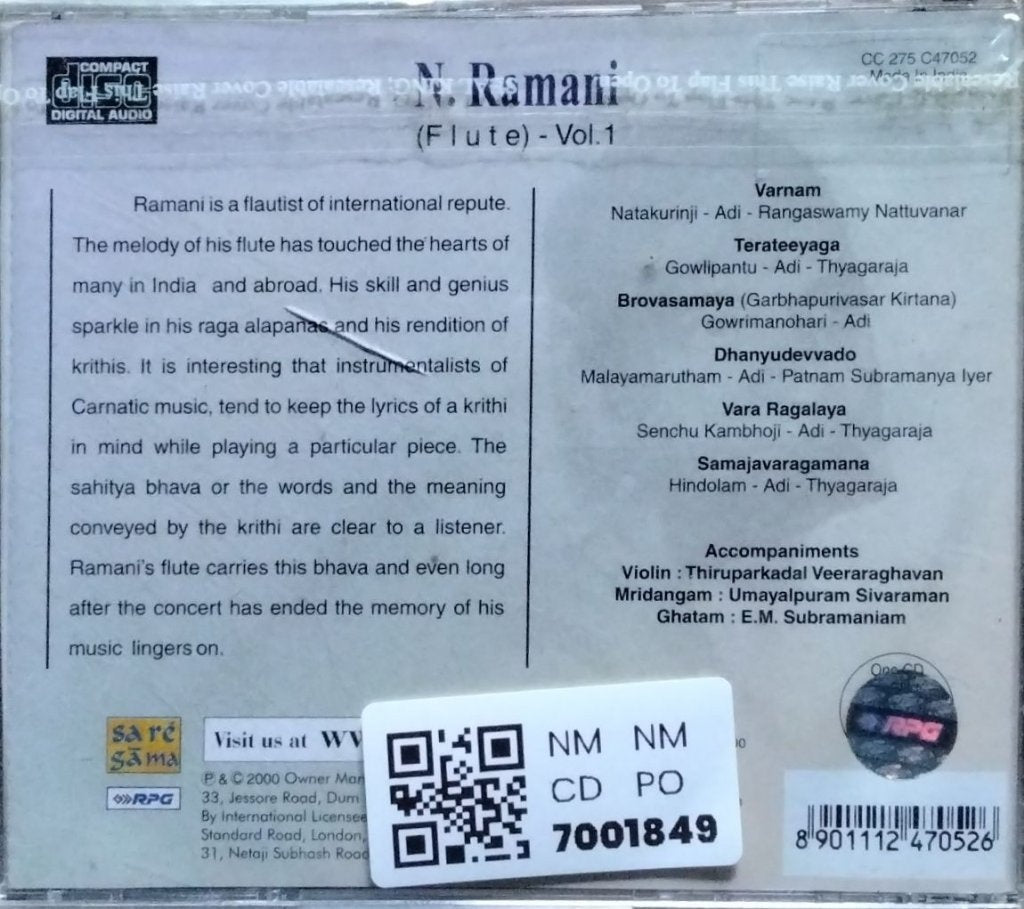 COMPACT
disc
DIGITAL AUDIO
N. Ramani
(Flute) - Vol.1
CC 275 C47052
Made In India
Ramani is a flautist of international repute.
The melody of his flute has touched the hearts of
many in India and abroad. His skill and genius
sparkle in his raga alapanas and his rendition of
krithis. It is interesting that instrumentalists of
Carnatic music, tend to keep the lyrics of a krithi
in mind while playing a particular piece. The
sahitya bhava or the words and the meaning
conveyed by the krithi are clear to a listener.
Ramani's flute carries this bhava and even long
after the concert has ended the memory of his
music lingers on.
Varnam
Natakurinji - Adi - Rangaswamy Nattuvanar
Terateeyaga
Gowlipantu - Adi - Thyagaraja
Brovasamaya (Garbhapurivasar Kirtana)
Gowrimanohari - Adi
Dhanyudevvado
Malayamarutham - Adi - Patnam Subramanya Iyer
Vara Ragalaya
Senchu Kambhoji - Adi - Thyagaraja
Samajavaragamana
Hindolam - Adi - Thyagaraja
Accompaniments
Violin : Thiruparkadal Veeraraghavan
Mridangam : Umayalpuram Sivaraman
Ghatam : E.M. Subramaniam
One CD
RPG
sa ré
gā ma
RPG
Visit us at
P & C 2000 Owner
33, Jessore Road, Dum
By International Licensee
Standard Road, London,
31, Netaji Subhash Road
NM NM
CD PO
7001849
8 901112 470526